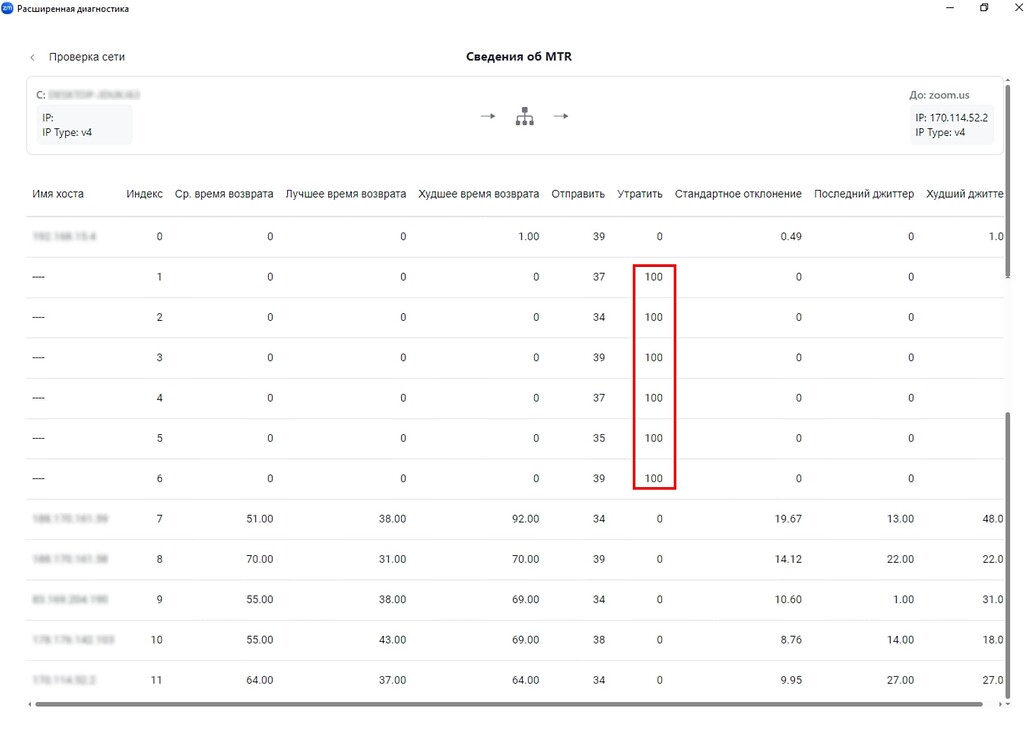 zm Расширенная диагностика
Проверка сети
Сведения об MTR
С: До: zoom.us
IP: IP: 170.114.52.2
IP Type: v4 IP Type: v4
Имя хоста Индекс Ср. время возврата Лучшее время возврата Худшее время возврата Отправить Утратить Стандартное отклонение Последний джиттер Худший джитте
0 0 0 1.00 39 0 0.49 0 1.0
---- 1 0 0 0 37 100 0 0
---- 2 0 0 0 34 100 0 0
---- 3 0 0 0 39 100 0 0
---- 4 0 0 0 37 100 0 0
---- 5 0 0 0 35 100 0 0
---- 6 0 0 0 39 100 0 0
7 51.00 38.00 92.00 34 0 19.67 13.00 48.0
8 70.00 31.00 70.00 39 0 14.12 22.00 22.0
9 55.00 38.00 69.00 34 0 10.60 1.00 31.0
10 55.00 43.00 69.00 38 0 8.76 14.00 18.0
11 64.00 37.00 64.00 34 0 9.95 27.00 27.0